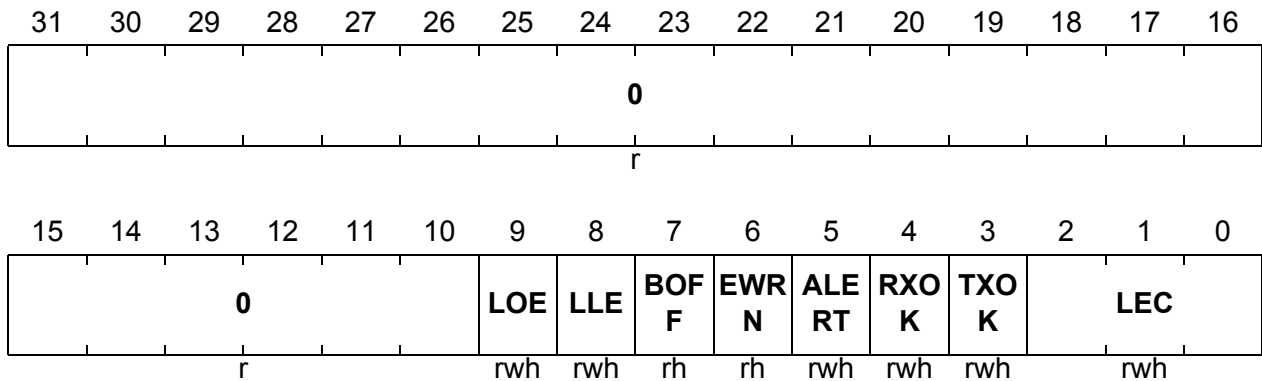 31 30 29 28 27 26 25 24 23 22 21 20 19 18 17 16
0
r
15 14 13 12 11 10 9 8 7 6 5 4 3 2 1 0
0 LOE LLE BOF EWR ALE RXO TXO LEC
F N RT K K
r rwh rwh rh rh rwh rwh rwh rwh